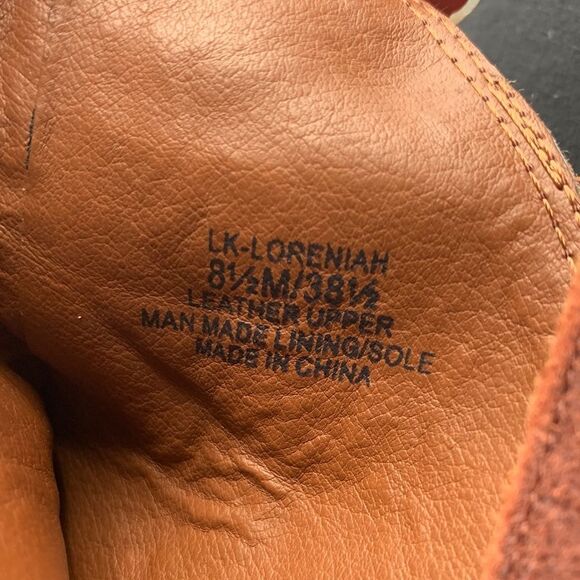 LK-LORENIAH
8½M/38½
LEATHER UPPER
MAN MADE LINING/SOLE
MADE IN CHINA